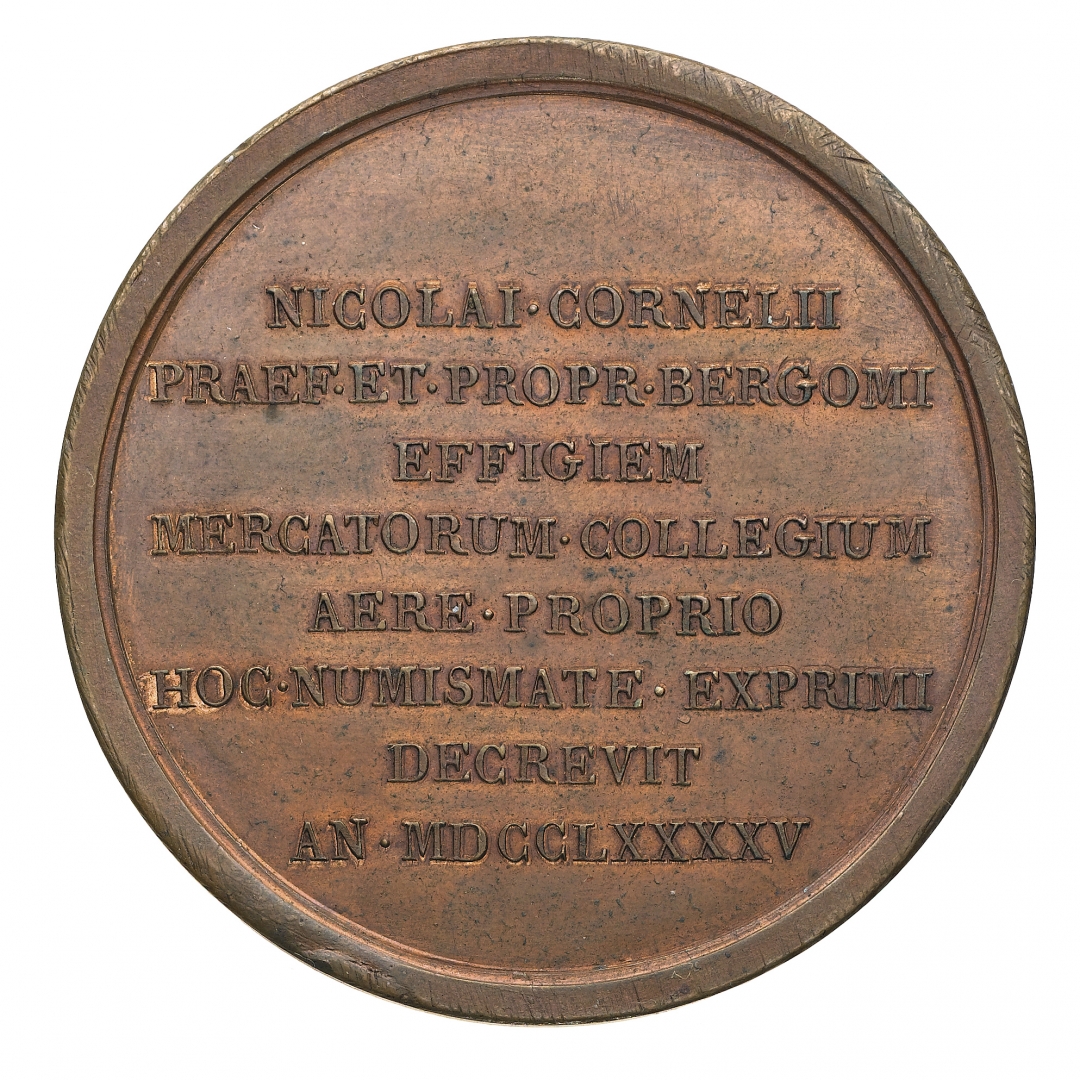 NICOLAI·CORNELII
PRAEF·ET·PROPR·BERGOMI
EFFIGIEM
MERCATORUM·COLLEGIUM
AERE·PROPRIO
HOC·NUMISMATE·EXPRIMI
DECREVIT
AN·MDCCLXXXXV